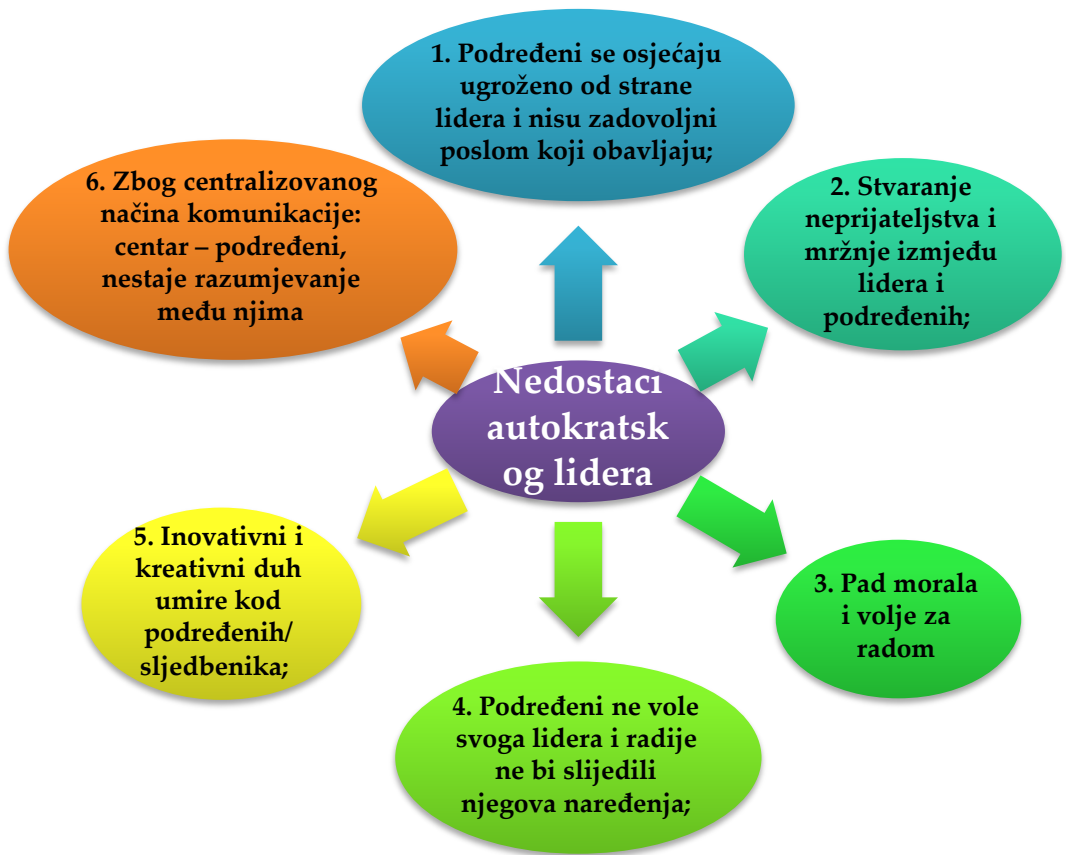 1. Podređeni se osjećaju
ugroženo od strane
lidera i nisu zadovoljni
poslom koji obavljaju;
2. Stvaranje
neprijateljstva i
mržnje između
lidera i
podređenih;
3. Pad morala
i volje za
radom
4. Podređeni ne vole
svoga lidera i radije
ne bi slijedili
njegova naređenja;
5. Inovativni i
kreativni duh
umire kod
podređenih/
sljedbenika;
6. Zbog centralizovanog
načina komunikacije:
centar – podređeni,
nestaje razumjevanje
među njima
Nedostaci
autokratsk
og lidera